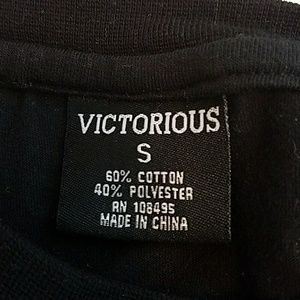 VICTORIOUS
S
60% COTTON
40% POLYESTER
RN 108495
MADE IN CHINA